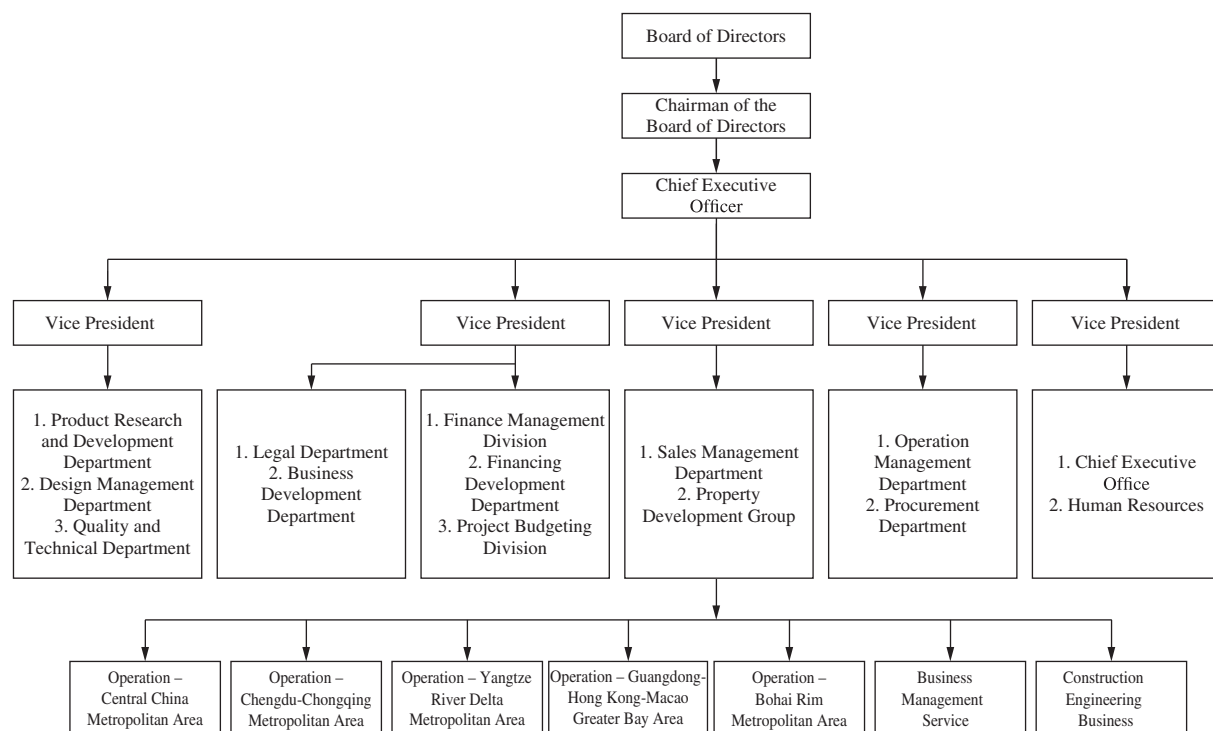 Board of Directors
Chairman of the
Board of Directors
Chief Executive
Officer
Vice President
Vice President
Vice President
Vice President
Vice President
1. Product Research
and Development
Department
2. Design Management
Department
3. Quality and
Technical Department
1. Legal Department
2. Business
Development
Department
1. Finance Management
Division
2. Financing
Development
Department
3. Project Budgeting
Division
1. Sales Management
Department
2. Property
Development Group
1. Operation
Management
Department
2. Procurement
Department
1. Chief Executive
Office
2. Human Resources
Operation –
Central China
Metropolitan Area
Operation –
Chengdu-Chongqing
Metropolitan Area
Operation – Yangtze
River Delta
Metropolitan Area
Operation – Guangdong-
Hong Kong-Macao
Greater Bay Area
Operation –
Bohai Rim
Metropolitan Area
Business
Management
Service
Construction
Engineering
Business